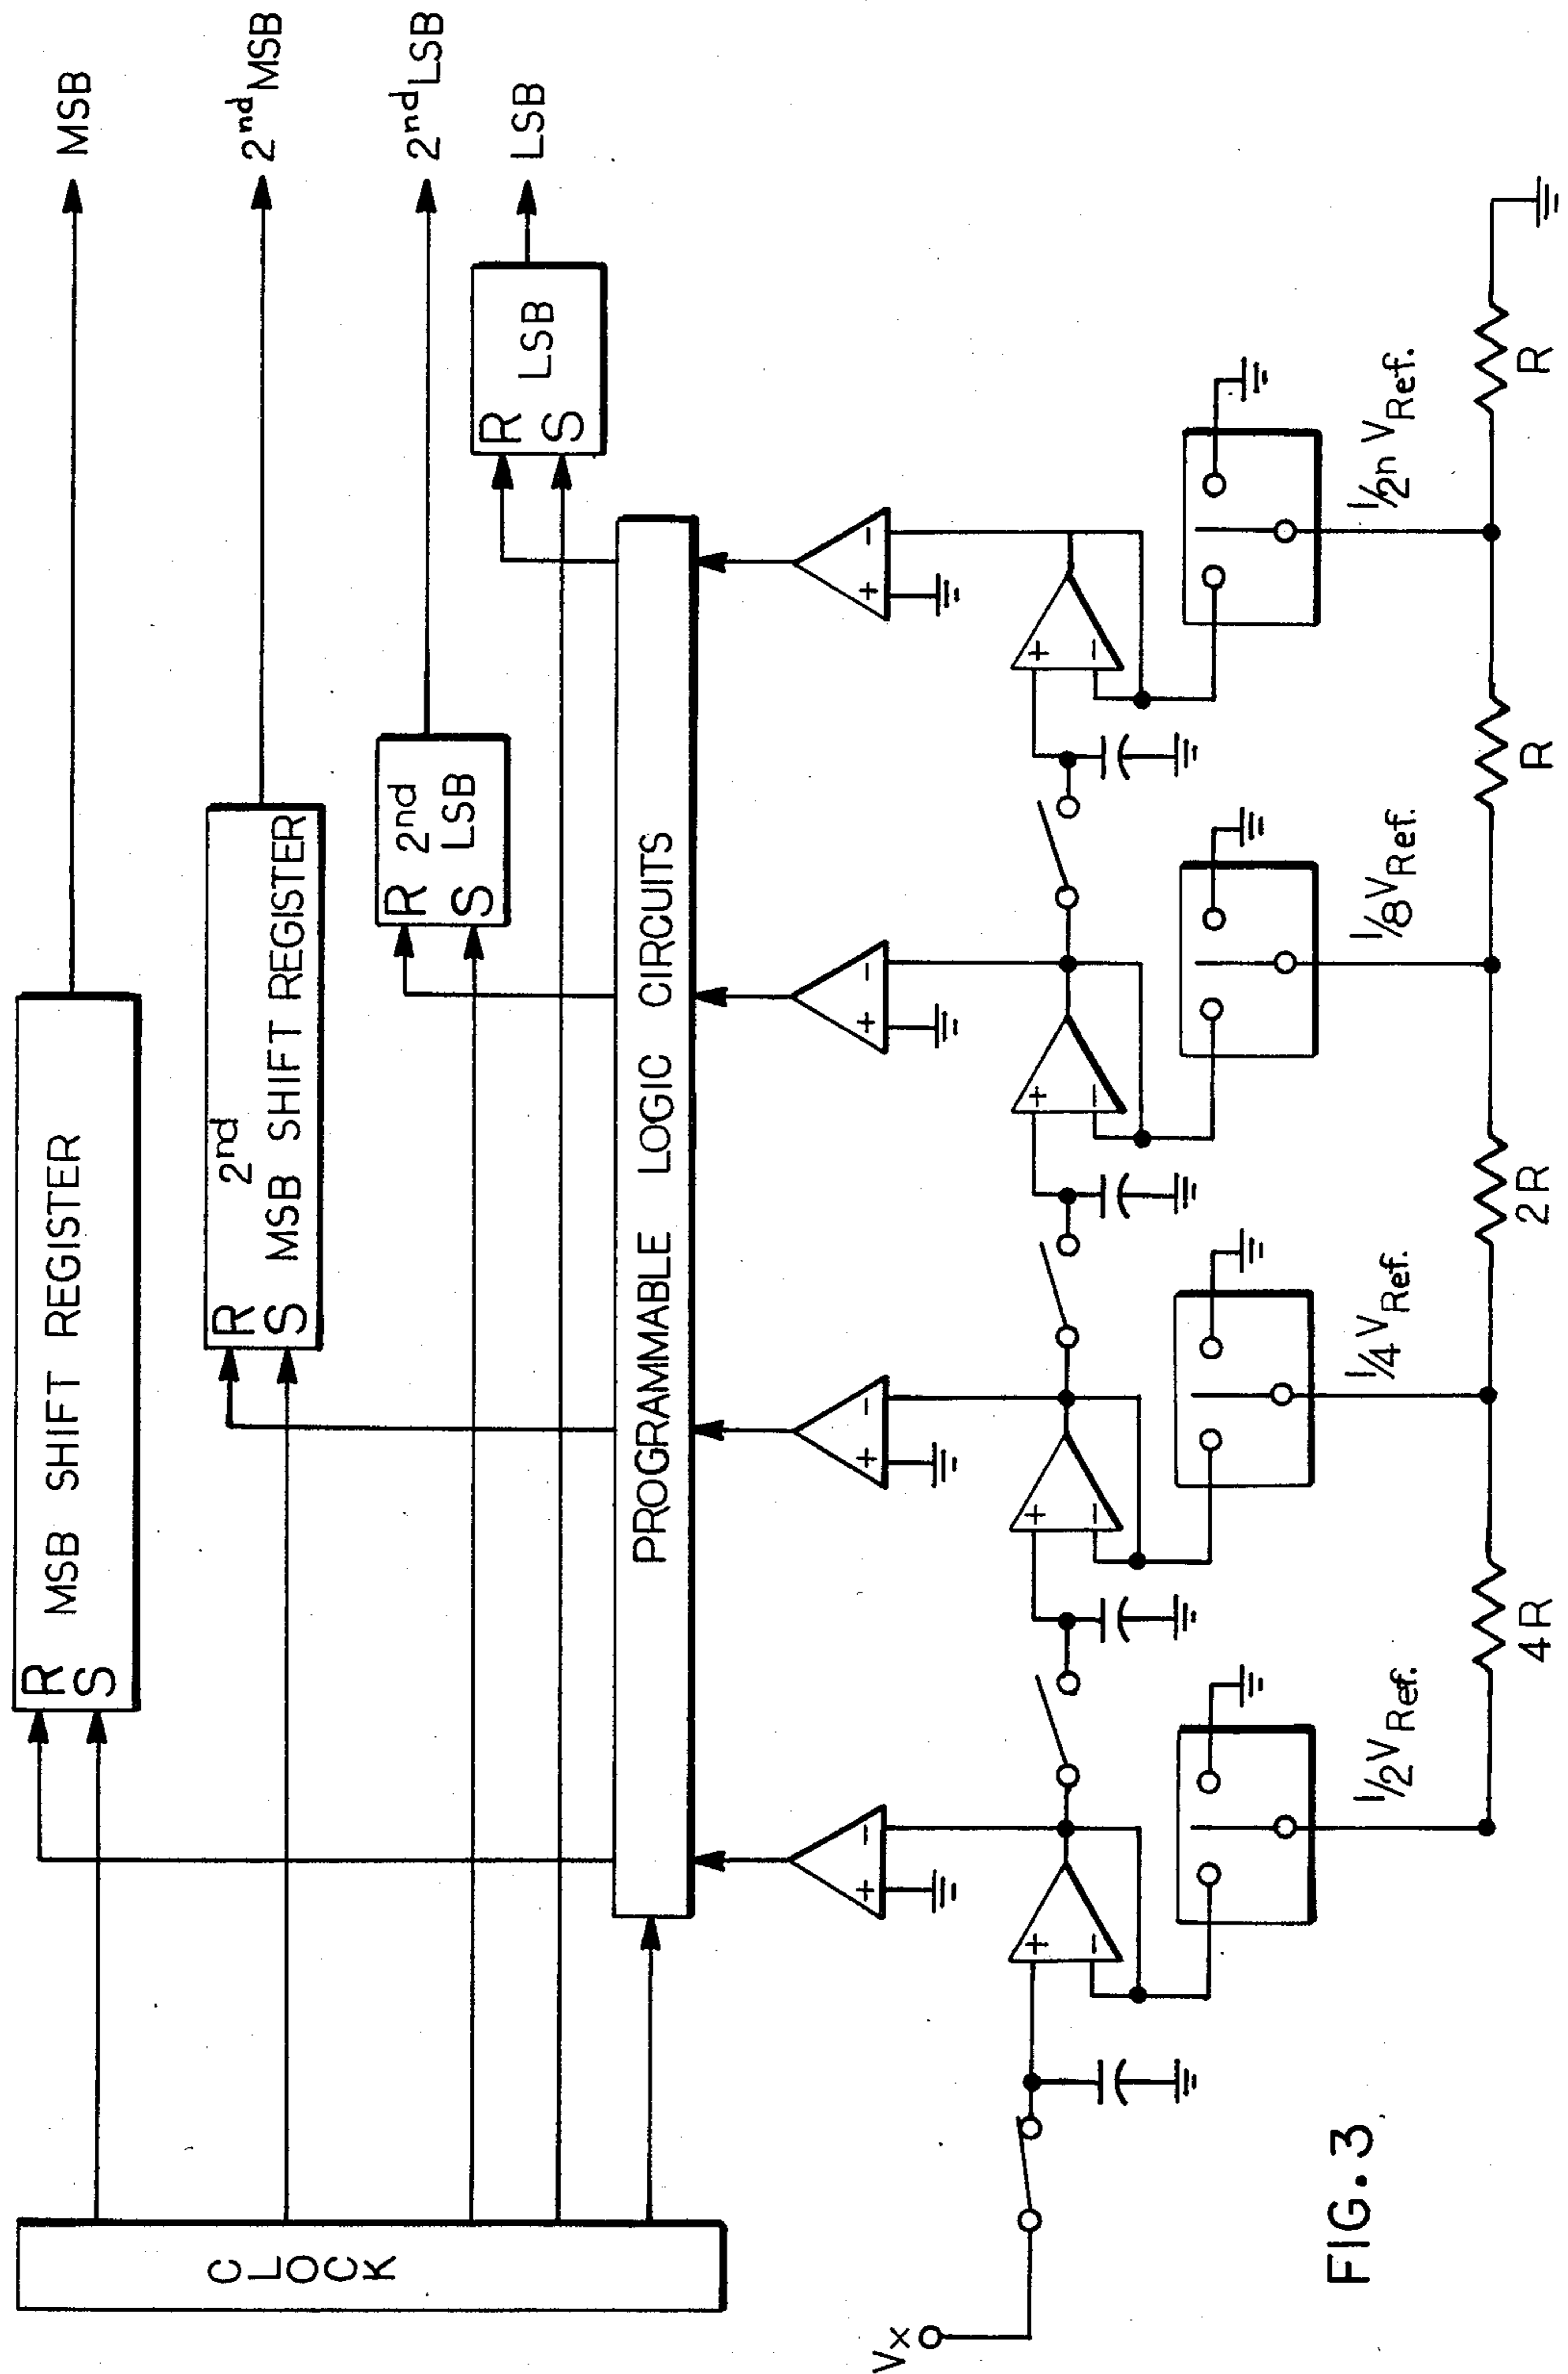 MSB
2nd MSB
2nd LSB
LSB
MSB SHIFT REGISTER
R
S
2nd
MSB SHIFT REGISTER
R
S
2nd
LSB
R
S
LSB
R
S
CLOCK
PROGRAMMABLE LOGIC CIRCUITS
+ −
+ −
+ −
+ −
Vx
+
−
+
−
+
−
+
−
1/2 VRef.
1/4 VRef.
1/8 VRef.
1/2n VRef.
4R
2R
R
R
FIG.3